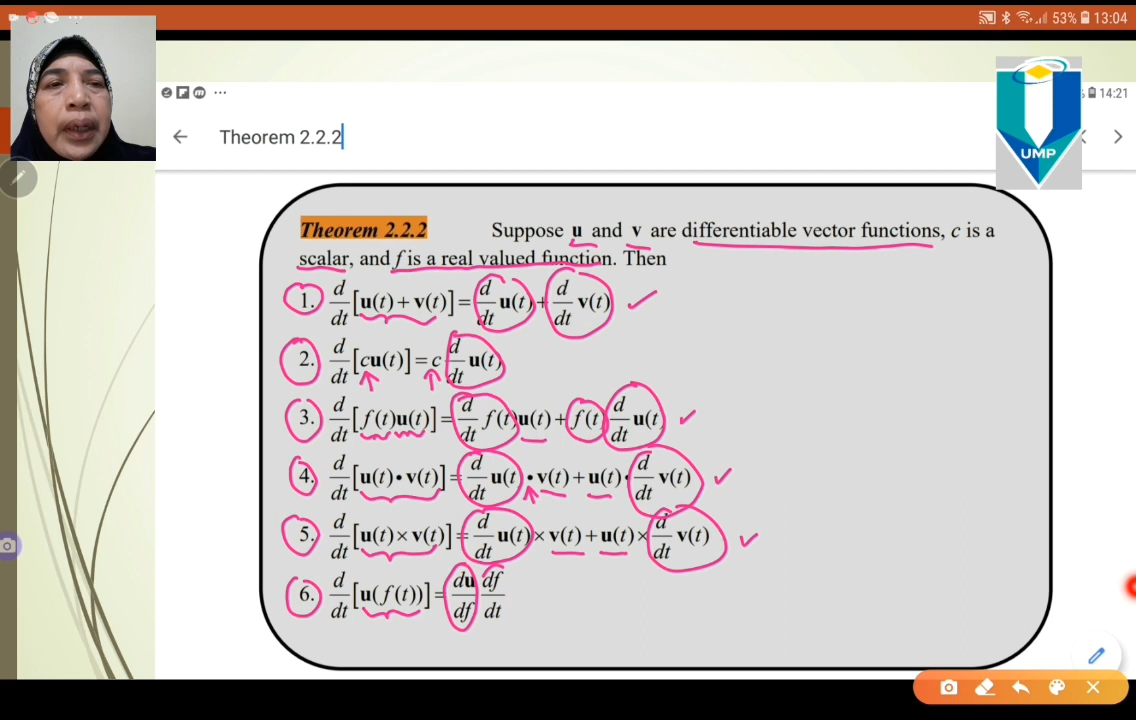 53% 13:04
14:21
Theorem 2.2.2
UMP
Theorem 2.2.2 Suppose u and v are differentiable vector functions, c is a
scalar, and f is a real valued function. Then
1. d/dt [u(t) + v(t)] = d/dt u(t) + d/dt v(t)
2. d/dt [cu(t)] = c d/dt u(t)
3. d/dt [f(t)u(t)] = d/dt f(t)u(t) + f(t) d/dt u(t)
4. d/dt [u(t) • v(t)] = d/dt u(t) • v(t) + u(t) • d/dt v(t)
5. d/dt [u(t) × v(t)] = d/dt u(t) × v(t) + u(t) × d/dt v(t)
6. d/dt [u(f(t))] = du/df df/dt